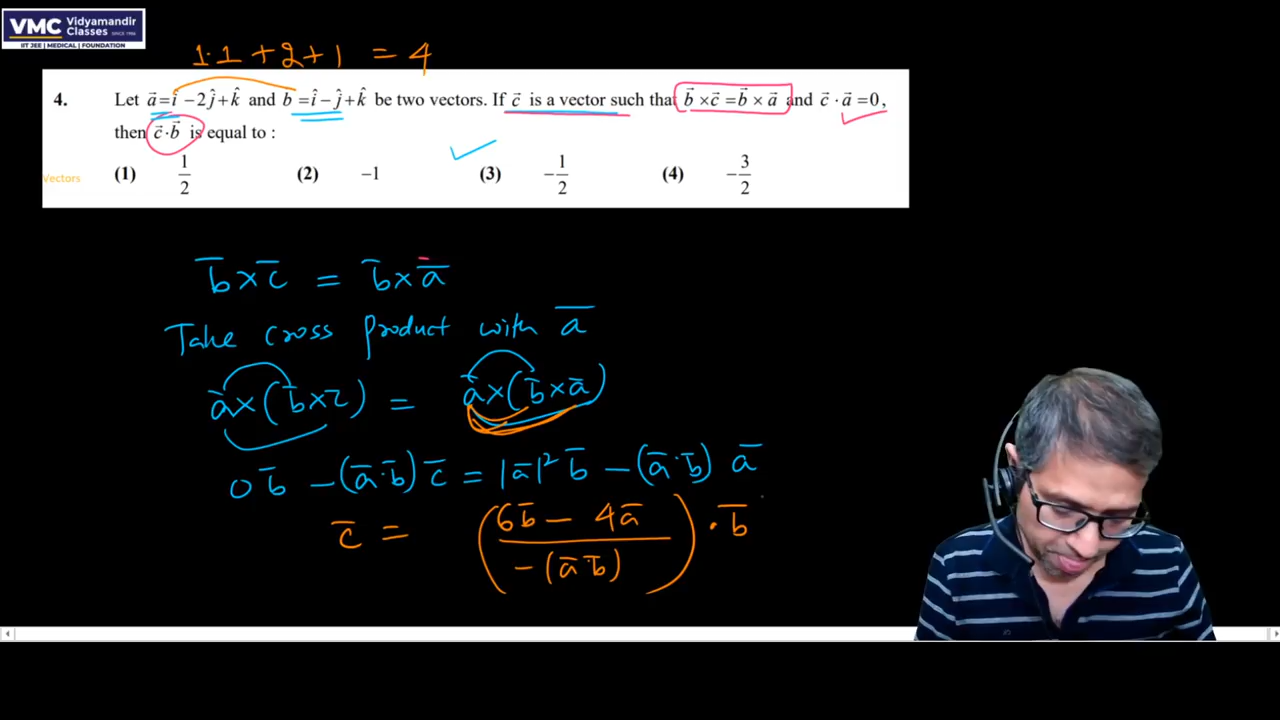 VMC Vidyamandir Classes
SINCE 1986
IIT JEE | MEDICAL | FOUNDATION
1·1 + 2 + 1 = 4
4. Let a⃗ = î − 2ĵ + k̂ and b⃗ = î − ĵ + k̂ be two vectors. If c⃗ is a vector such that b⃗ × c⃗ = b⃗ × a⃗ and c⃗ · a⃗ = 0,
then c⃗ · b⃗ is equal to :
(1) 1/2 (2) −1 (3) −1/2 (4) −3/2
Vectors
b̄ × c̄ = b̄ × ā
Take cross product with ā
ā × (b̄ × c̄) = ā × (b̄ × ā)
0 b̄ − (ā·b̄) c̄ = |ā|² b̄ − (ā·b̄) ā
c̄ = ((6b̄ − 4ā)/(−(ā·b̄))) · b̄